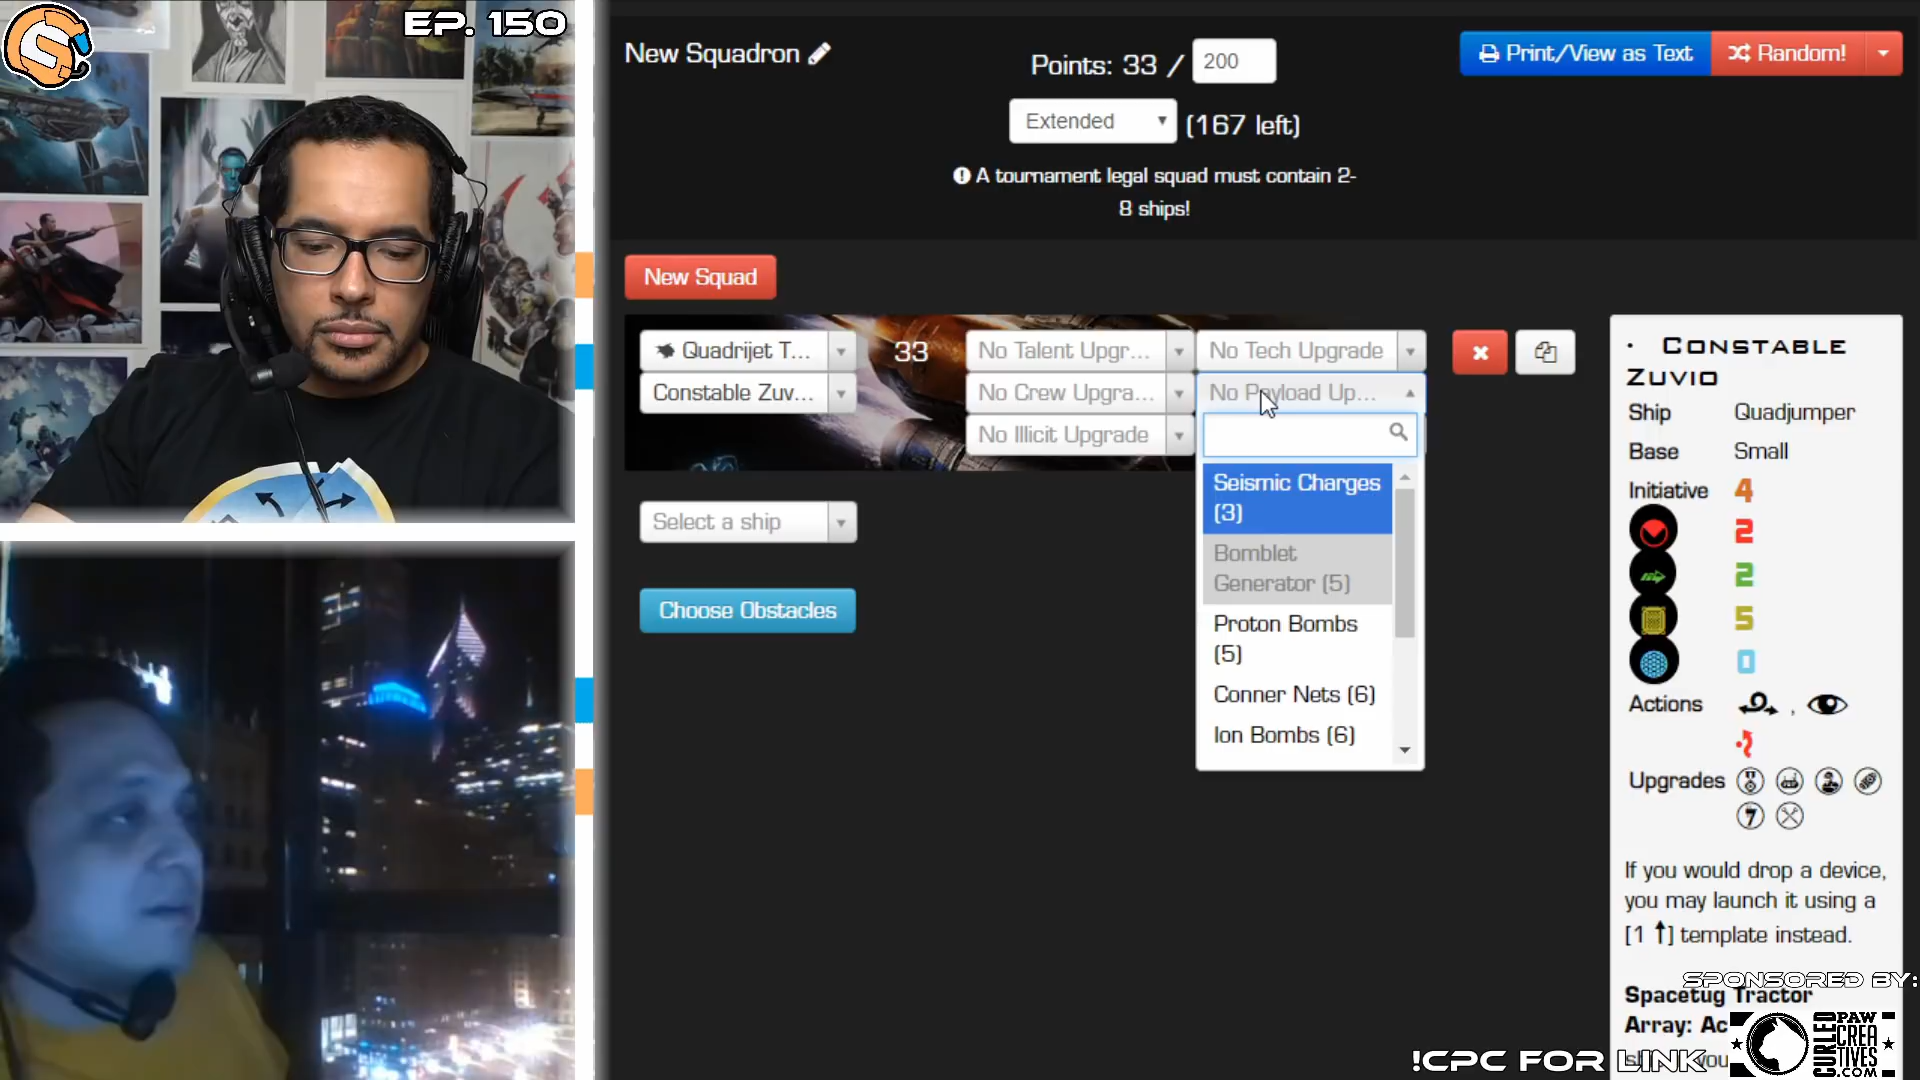 EP. 150
New Squadron
Points: 33 / 200
Print/View as Text
Random!
Extended
(167 left)
A tournament legal squad must contain 2-
8 ships!
New Squad
Quadrijet T...
33
No Talent Upgr...
No Tech Upgrade
Constable Zuv...
No Crew Upgra...
No Payload Up...
No Illicit Upgrade
Seismic Charges
(3)
Bomblet
Generator (5)
Proton Bombs
(5)
Conner Nets (6)
Ion Bombs (6)
Select a ship
Choose Obstacles
· CONSTABLE
ZUVIO
Ship Quadjumper
Base Small
Initiative 4
2
2
5
0
Actions ,
Upgrades
If you would drop a device,
you may launch it using a
[1 ↑] template instead.
SPONSORED BY:
Spacetug Tractor
Array: Ac
!CPC FOR LINK
CURLED
PAW
CREA
TIVES
.COM